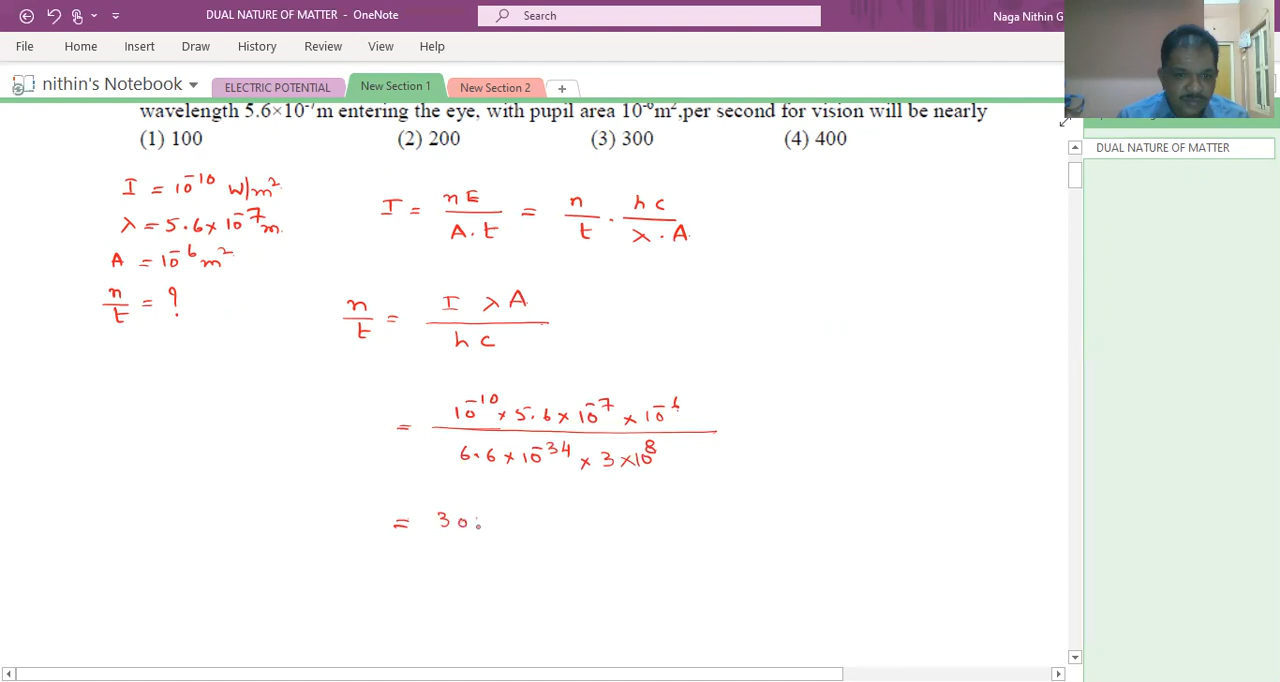 DUAL NATURE OF MATTER - OneNote
Search
Naga Nithin G
File Home Insert Draw History Review View Help
nithin's Notebook
ELECTRIC POTENTIAL
New Section 1
New Section 2
DUAL NATURE OF MATTER
wavelength 5.6×10⁻⁷m entering the eye, with pupil area 10⁻⁶m²,per second for vision will be nearly
(1) 100 (2) 200 (3) 300 (4) 400
I = 10⁻¹⁰ W/m²
λ = 5.6 × 10⁻⁷ m
A = 10⁻⁶ m²
n/t = ?
I = nE / A.t = n/t . hc / λ.A
n/t = I λ A / hc
= 10⁻¹⁰ × 5.6 × 10⁻⁷ × 10⁻⁶ / 6.6 × 10⁻³⁴ × 3 × 10⁸
= 30